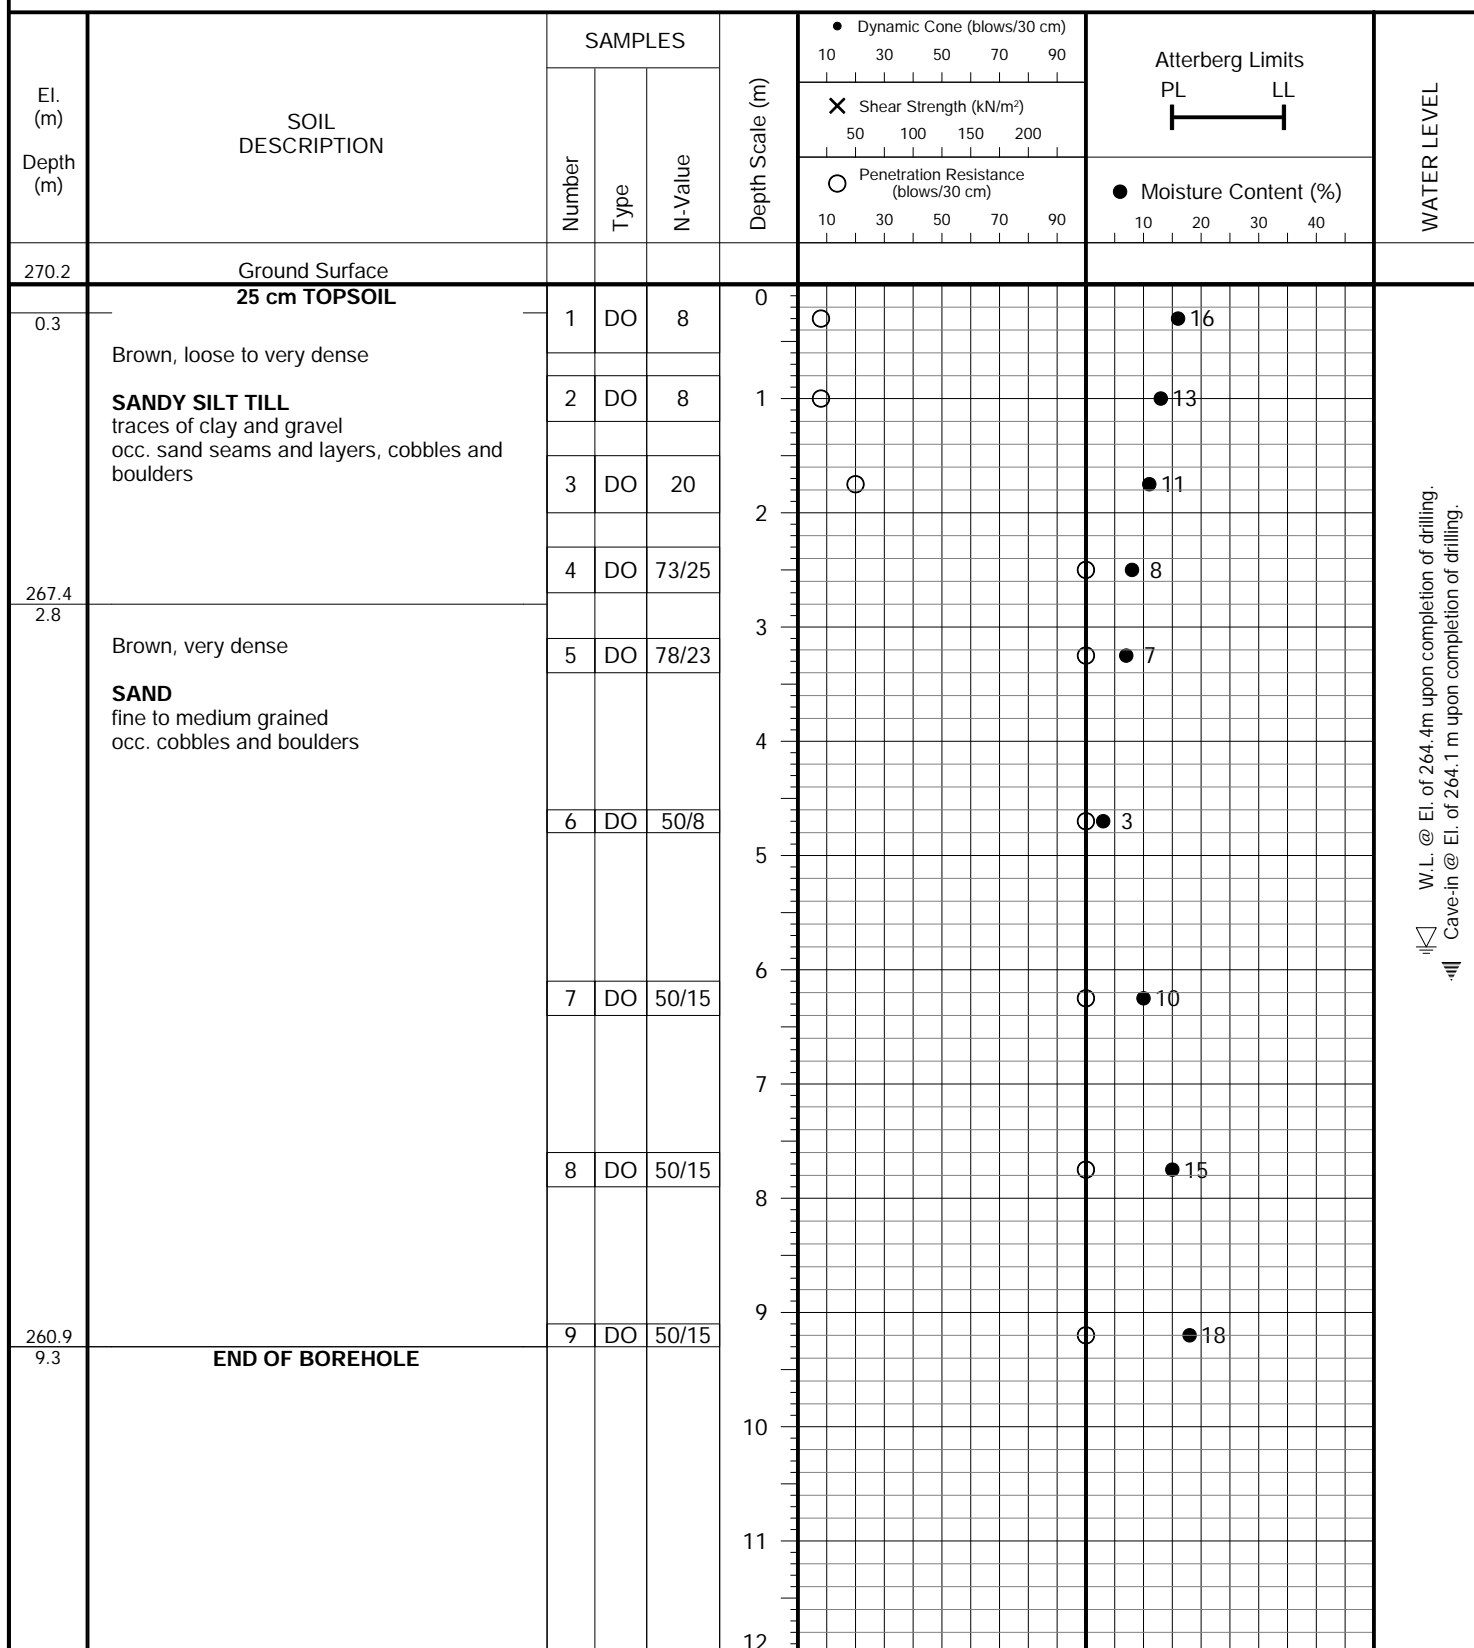 El.
(m)
Depth
(m)
SOIL
DESCRIPTION
SAMPLES
Number
Type
N-Value
Depth Scale (m)
Dynamic Cone (blows/30 cm)
10 30 50 70 90
Shear Strength (kN/m²)
50 100 150 200
Penetration Resistance
(blows/30 cm)
10 30 50 70 90
Atterberg Limits
PL LL
Moisture Content (%)
10 20 30 40
WATER LEVEL
270.2 Ground Surface
25 cm TOPSOIL 0
0.3
1 DO 8 16
Brown, loose to very dense
SANDY SILT TILL
2 DO 8 1 13
traces of clay and gravel
occ. sand seams and layers, cobbles and
boulders
3 DO 20 11
2
4 DO 73/25 8
267.4
2.8
3
Brown, very dense
5 DO 78/23 7
SAND
fine to medium grained
occ. cobbles and boulders
4
6 DO 50/8 3
5
6
7 DO 50/15 10
7
8 DO 50/15 15
8
9
260.9 9 DO 50/15 18
9.3 END OF BOREHOLE
10
11
12
W.L. @ El. of 264.4m upon completion of drilling.
Cave-in @ El. of 264.1 m upon completion of drilling.